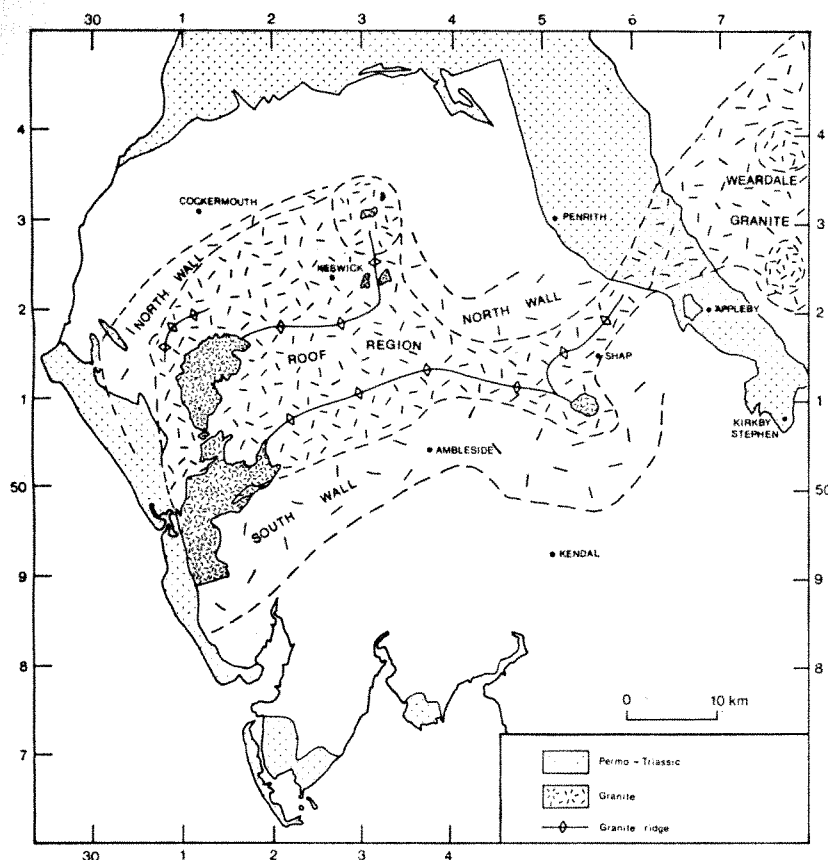 30 1 2 3 4 5 6 7
4 4
WEARDALE
GRANITE
COCKERMOUTH
3 PENRITH 3
KESWICK
NORTH WALL
NORTH WALL
2 APPLEBY 2
ROOF REGION
SHAP
1 1
KIRKBY
STEPHEN
AMBLESIDE
50 50
SOUTH WALL
KENDAL
9 9
8 8
0 10 km
7
Permo - Triassic
Granite
Granite ridge
6
30 1 2 3 4